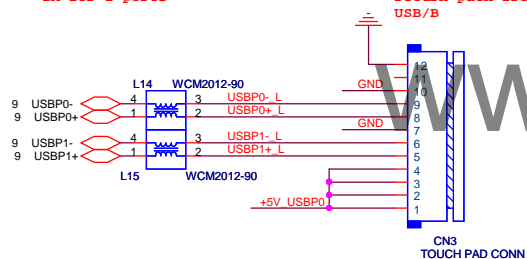 USB/B
12
11
GND 10
L14 WCM2012-90
9 USBP0- 4 3 USBP0-_L 9
9 USBP0+ 1 2 USBP0+_L 8
GND 7
9 USBP1- 4 3 USBP1-_L 6
9 USBP1+ 1 2 USBP1+_L 5
L15 WCM2012-90
4
3
2
+5V_USBP0 1
CN3
TOUCH PAD CONN
WW